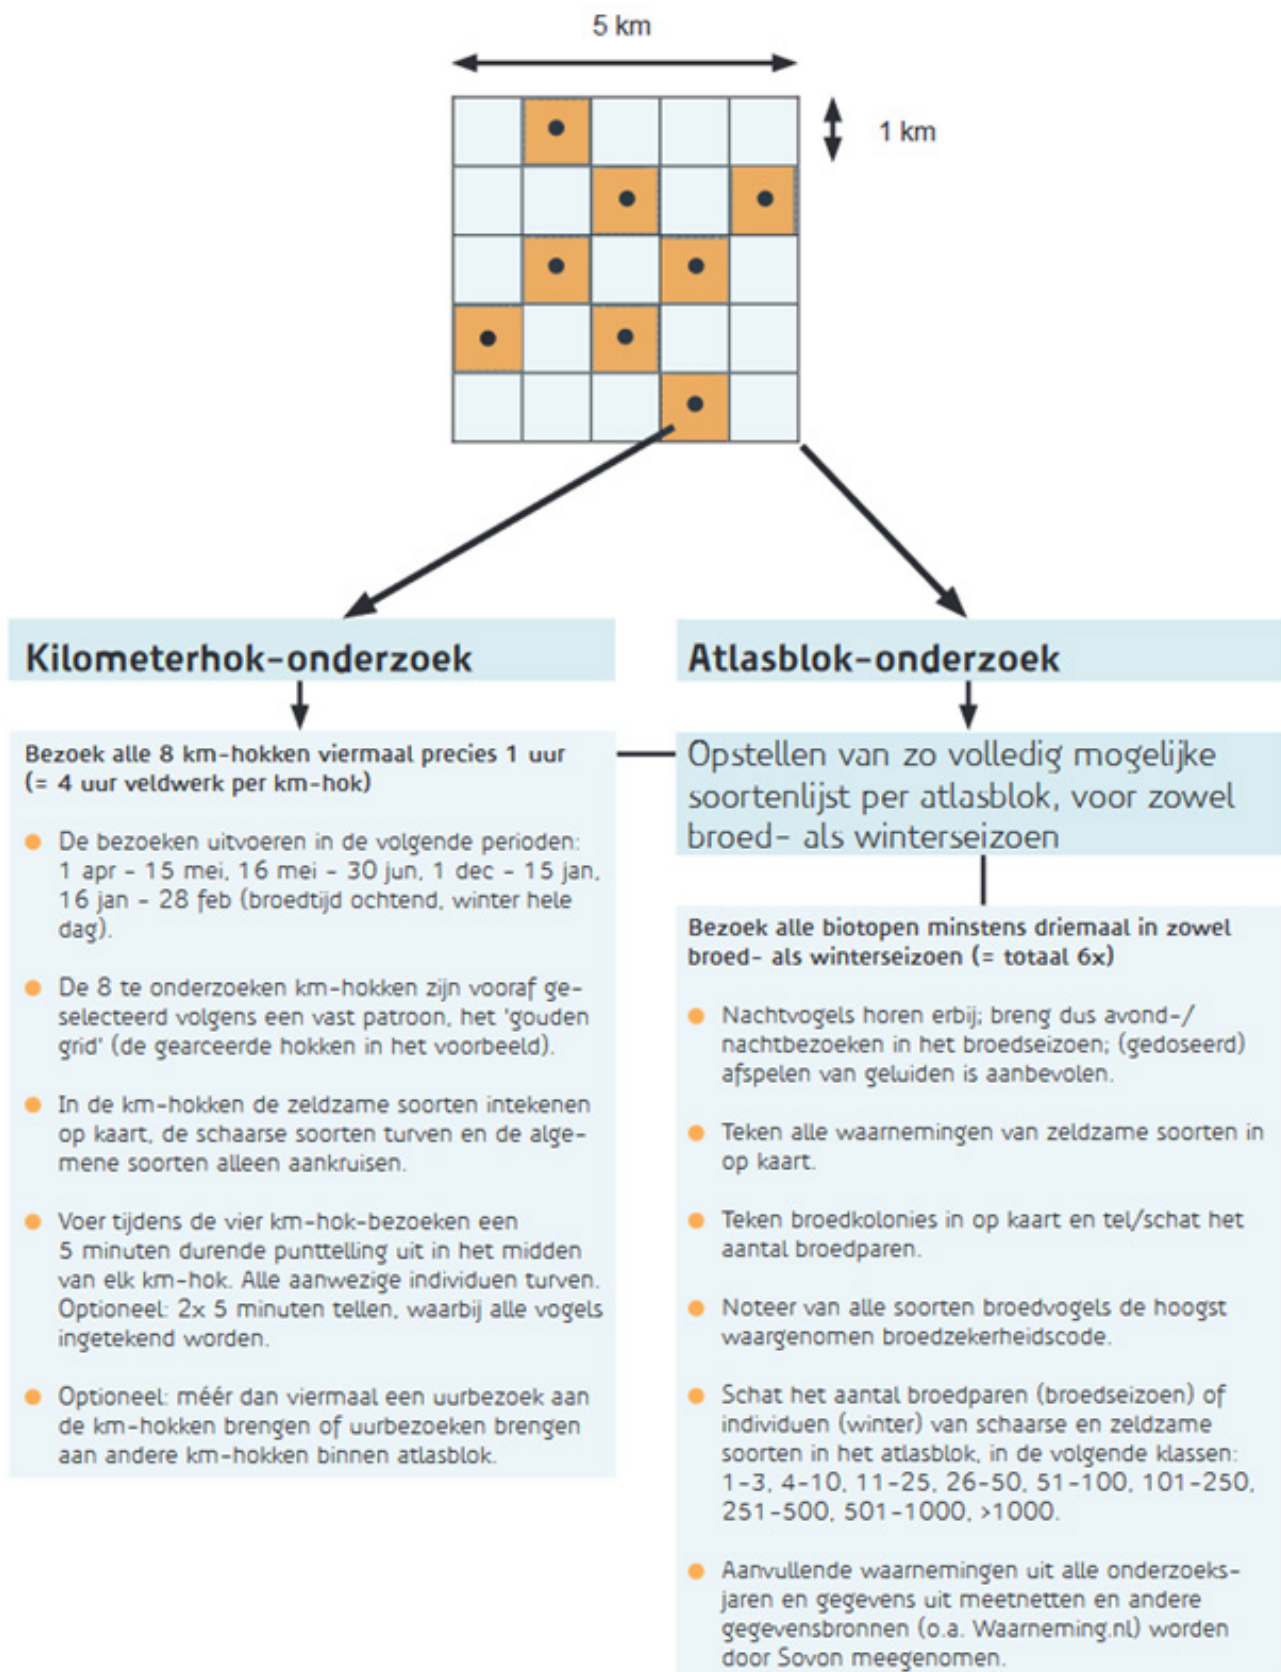 5 km
1 km
Kilometerhok-onderzoek
Bezoek alle 8 km-hokken viermaal precies 1 uur
(= 4 uur veldwerk per km-hok)
De bezoeken uitvoeren in de volgende perioden:
1 apr - 15 mei, 16 mei - 30 jun, 1 dec - 15 jan,
16 jan - 28 feb (broedtijd ochtend, winter hele
dag).
De 8 te onderzoeken km-hokken zijn vooraf ge-
selecteerd volgens een vast patroon, het 'gouden
grid' (de gearceerde hokken in het voorbeeld).
In de km-hokken de zeldzame soorten intekenen
op kaart, de schaarse soorten turven en de alge-
mene soorten alleen aankruisen.
Voer tijdens de vier km-hok-bezoeken een
5 minuten durende punttelling uit in het midden
van elk km-hok. Alle aanwezige individuen turven.
Optioneel: 2x 5 minuten tellen, waarbij alle vogels
ingetekend worden.
Optioneel: méér dan viermaal een uurbezoek aan
de km-hokken brengen of uurbezoeken brengen
aan andere km-hokken binnen atlasblok.
Atlasblok-onderzoek
Opstellen van zo volledig mogelijke
soortenlijst per atlasblok, voor zowel
broed- als winterseizoen
Bezoek alle biotopen minstens driemaal in zowel
broed- als winterseizoen (= totaal 6x)
Nachtvogels horen erbij; breng dus avond-/
nachtbezoeken in het broedseizoen; (gedoseerd)
afspelen van geluiden is aanbevolen.
Teken alle waarnemingen van zeldzame soorten in
op kaart.
Teken broedkolonies in op kaart en tel/schat het
aantal broedparen.
Noteer van alle soorten broedvogels de hoogst
waargenomen broedzekerheidscode.
Schat het aantal broedparen (broedseizoen) of
individuen (winter) van schaarse en zeldzame
soorten in het atlasblok, in de volgende klassen:
1-3, 4-10, 11-25, 26-50, 51-100, 101-250,
251-500, 501-1000, >1000.
Aanvullende waarnemingen uit alle onderzoeks-
jaren en gegevens uit meetnetten en andere
gegevensbronnen (o.a. Waarneming.nl) worden
door Sovon meegenomen.